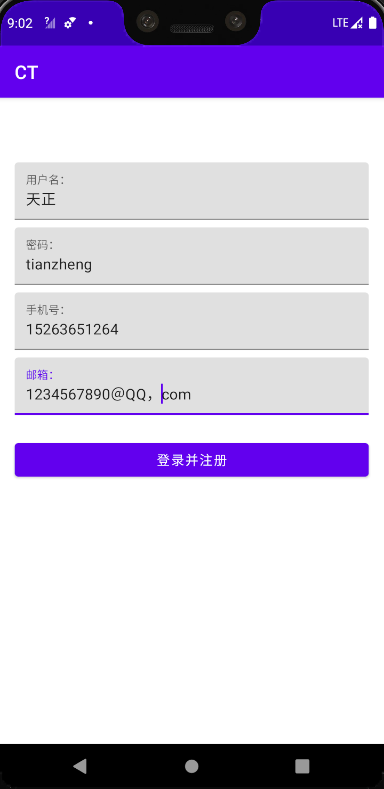 9:02
LTE
CT
用户名：
天正
密码：
tianzheng
手机号：
15263651264
邮箱：
1234567890@QQ，com
登录并注册